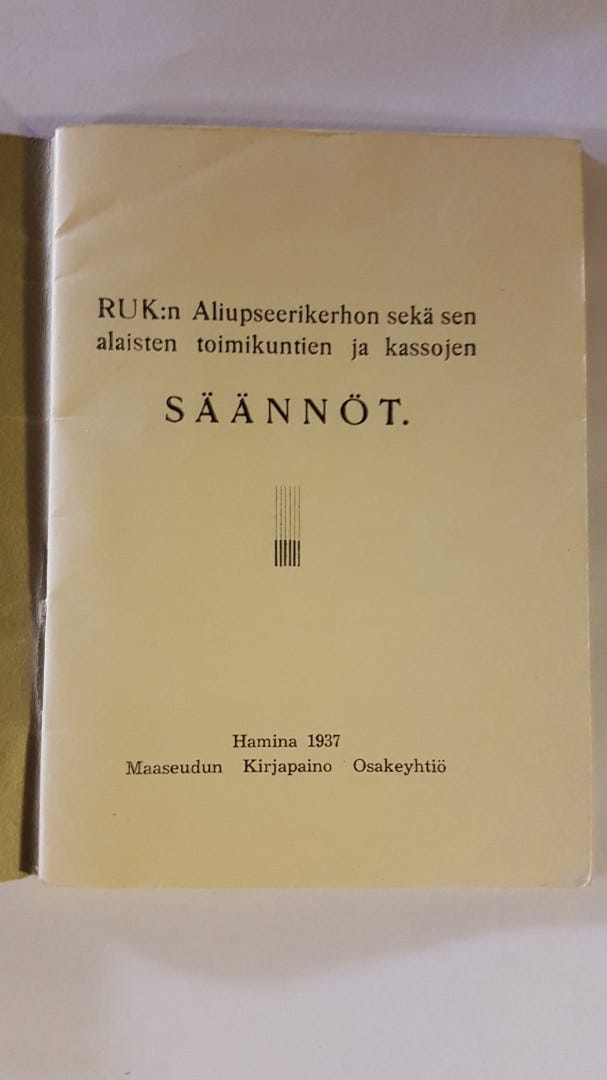 RUK:n Aliupseerikerhon sekä sen
alaisten toimikuntien ja kassojen
SÄÄNNÖT.
Hamina 1937
Maaseudun Kirjapaino Osakeyhtiö